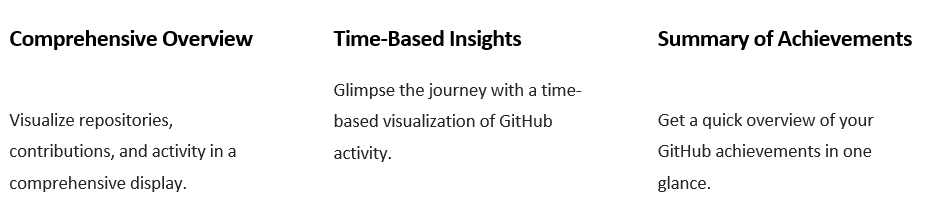 Comprehensive Overview
Visualize repositories,
contributions, and activity in a
comprehensive display.
Time-Based Insights
Glimpse the journey with a time-
based visualization of GitHub
activity.
Summary of Achievements
Get a quick overview of your
GitHub achievements in one
glance.